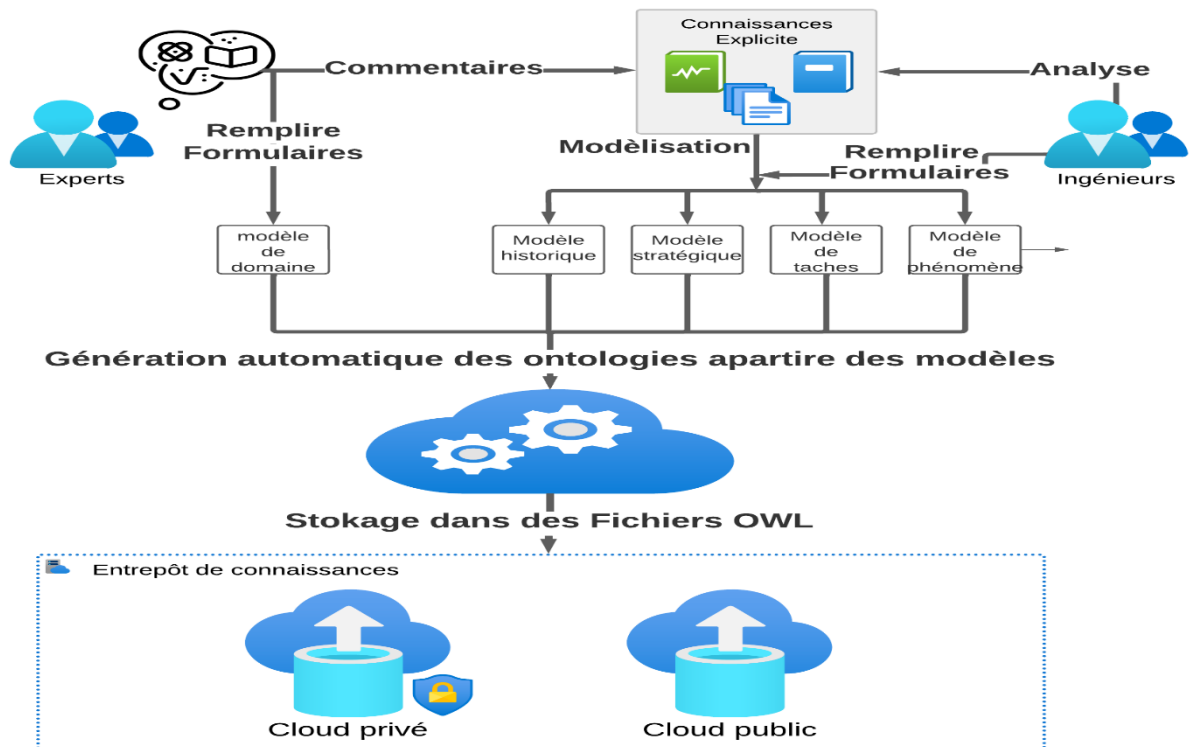 Connaissances
Explicite
Commentaires
Analyse
Remplire
Formulaires
Modèlisation
Remplire
Formulaires
Experts
Ingénieurs
modèle
de
domaine
Modèle
historique
Modèle
stratégique
Modèle
de
taches
Modèle
de
phénomène
Génération automatique des ontologies apartire des modèles
Stokage dans des Fichiers OWL
Entrepôt de connaissances
Cloud privé
Cloud public